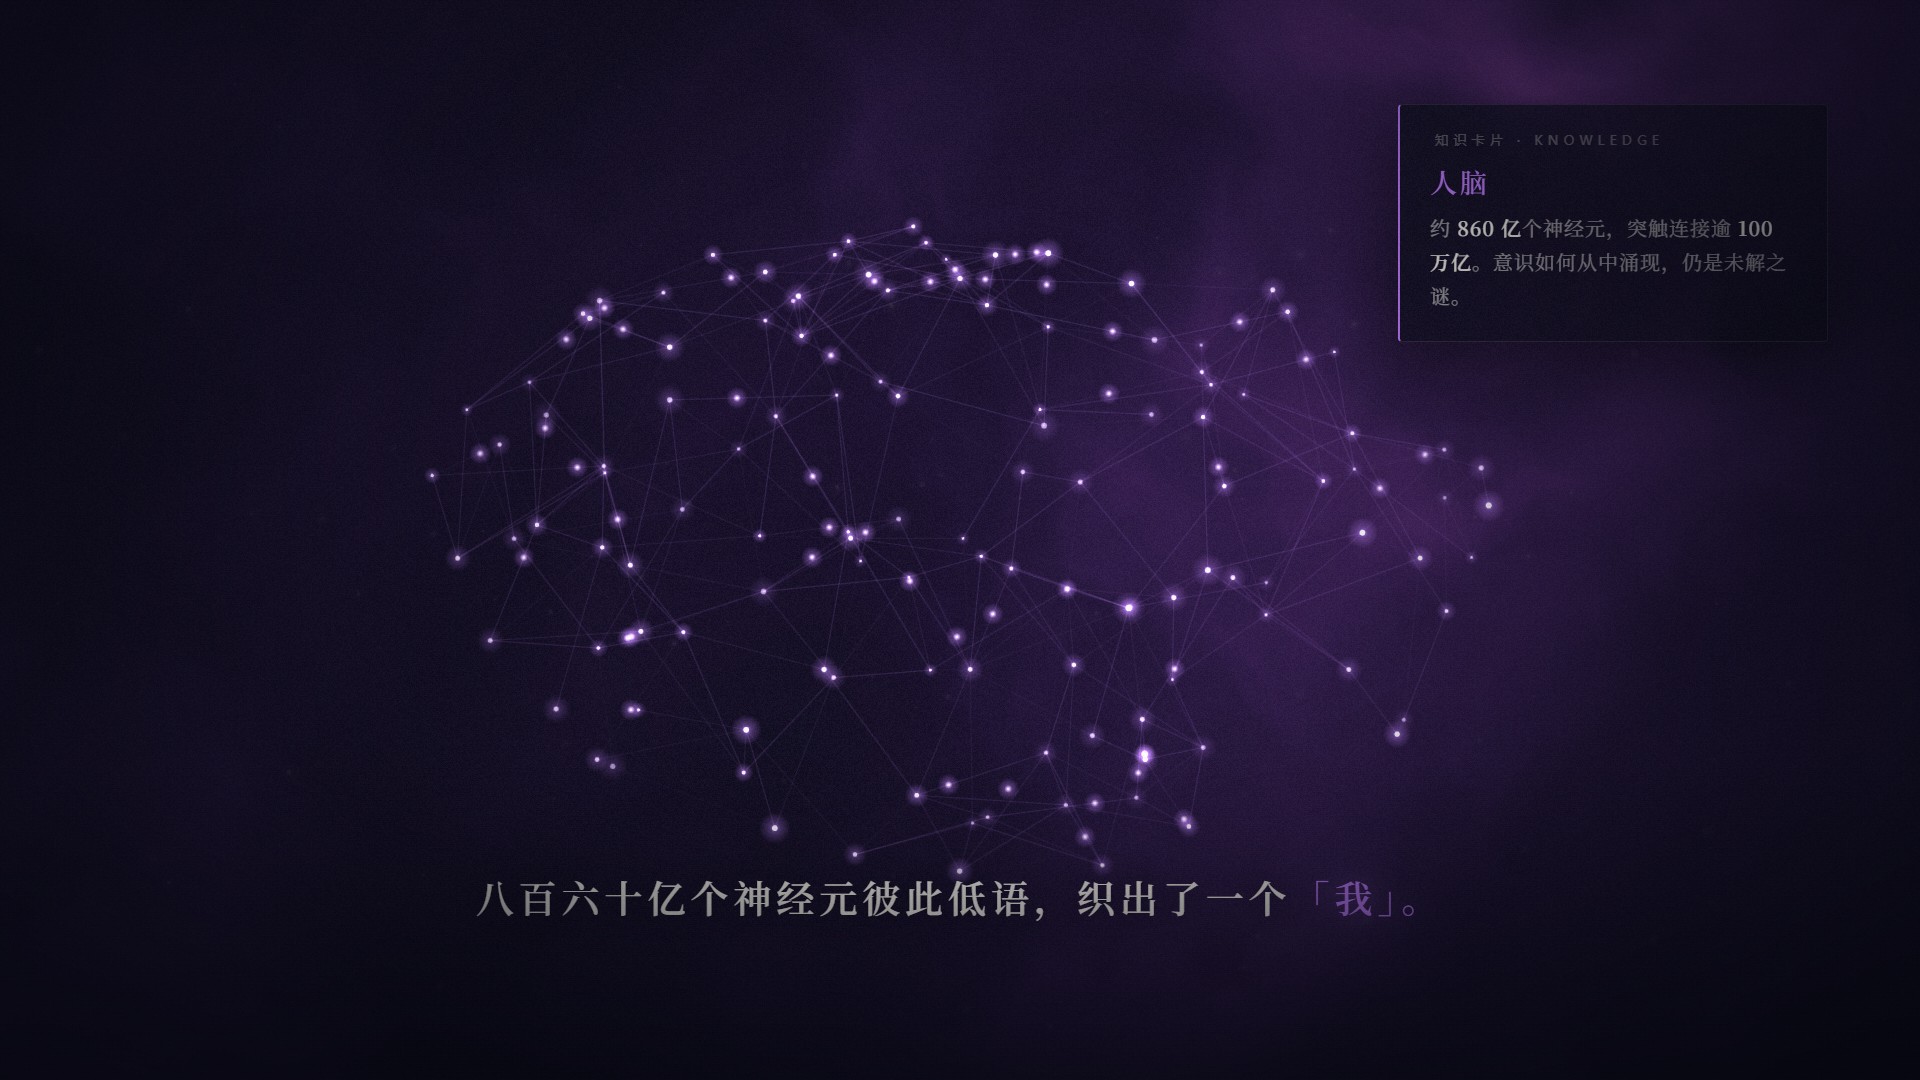 知识卡片 · KNOWLEDGE
人脑
约 860 亿个神经元，突触连接逾 100
万亿。意识如何从中涌现，仍是未解之
谜。
八百六十亿个神经元彼此低语，织出了一个「我」。